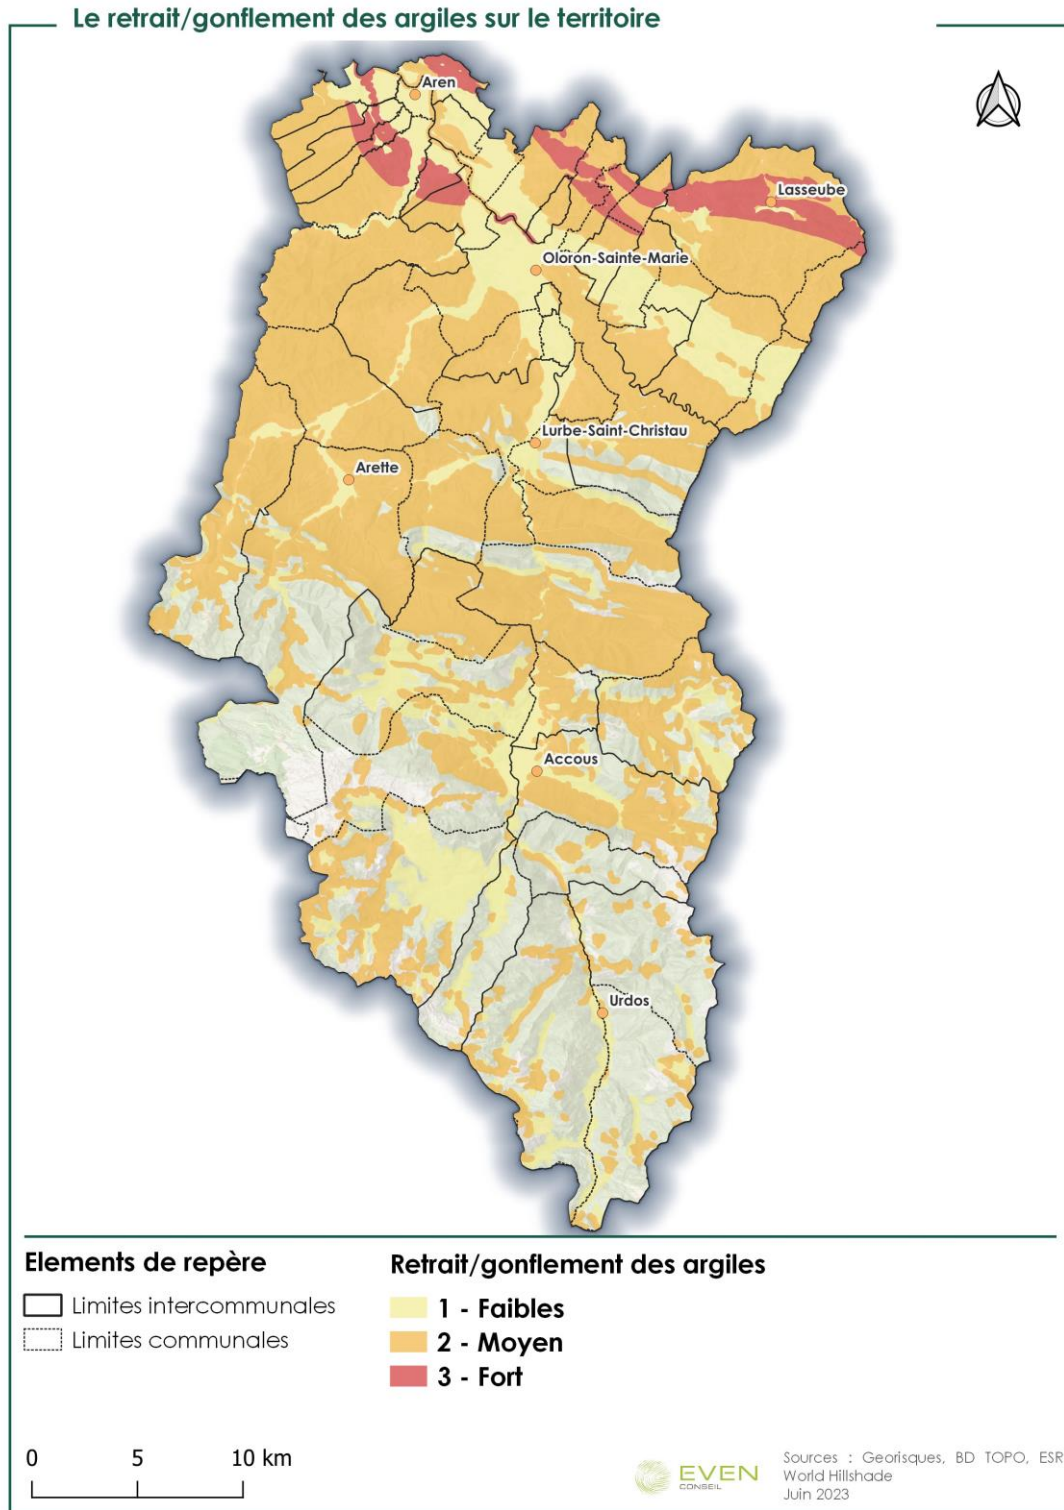 Le retrait/gonflement des argiles sur le territoire
Aren
Lasseube
Oloron-Sainte-Marie
Lurbe-Saint-Christau
Arette
Accous
Urdos
Elements de repère
Limites intercommunales
Limites communales
Retrait/gonflement des argiles
1 - Faibles
2 - Moyen
3 - Fort
0 5 10 km
EVEN
CONSEIL
Sources : Georisques, BD TOPO, ESR
World Hillshade
Juin 2023